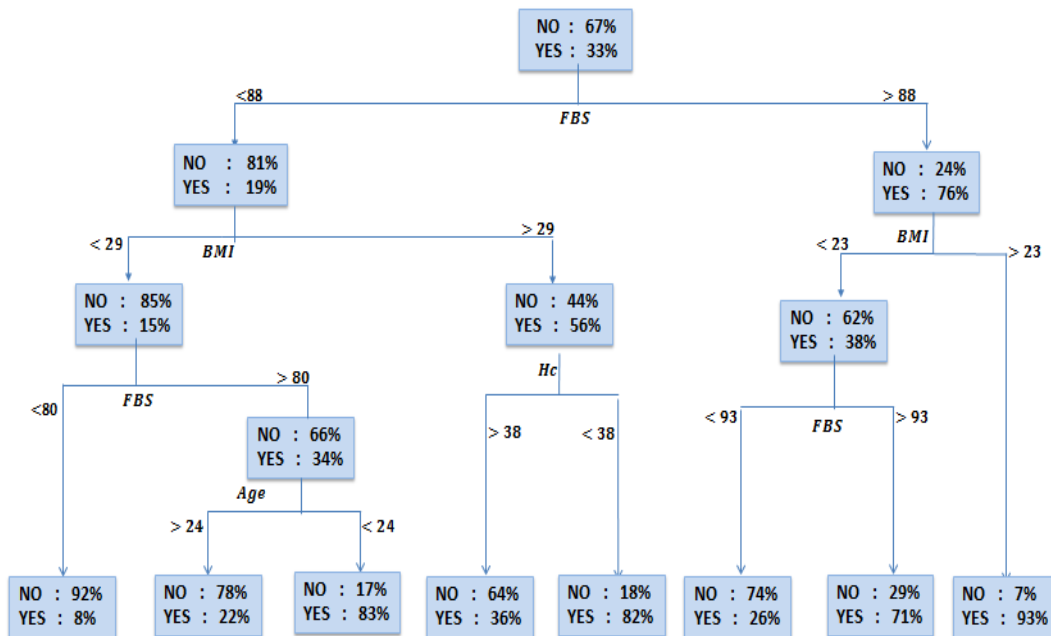 NO : 67%
YES : 33%
<88
> 88
FBS
NO : 81%
YES : 19%
NO : 24%
YES : 76%
< 29
BMI
> 29
< 23
BMI
> 23
NO : 85%
YES : 15%
NO : 44%
YES : 56%
NO : 62%
YES : 38%
<80
FBS
> 80
Hc
< 93
FBS
> 93
NO : 66%
YES : 34%
> 38
< 38
Age
> 24
< 24
NO : 92%
YES : 8%
NO : 78%
YES : 22%
NO : 17%
YES : 83%
NO : 64%
YES : 36%
NO : 18%
YES : 82%
NO : 74%
YES : 26%
NO : 29%
YES : 71%
NO : 7%
YES : 93%